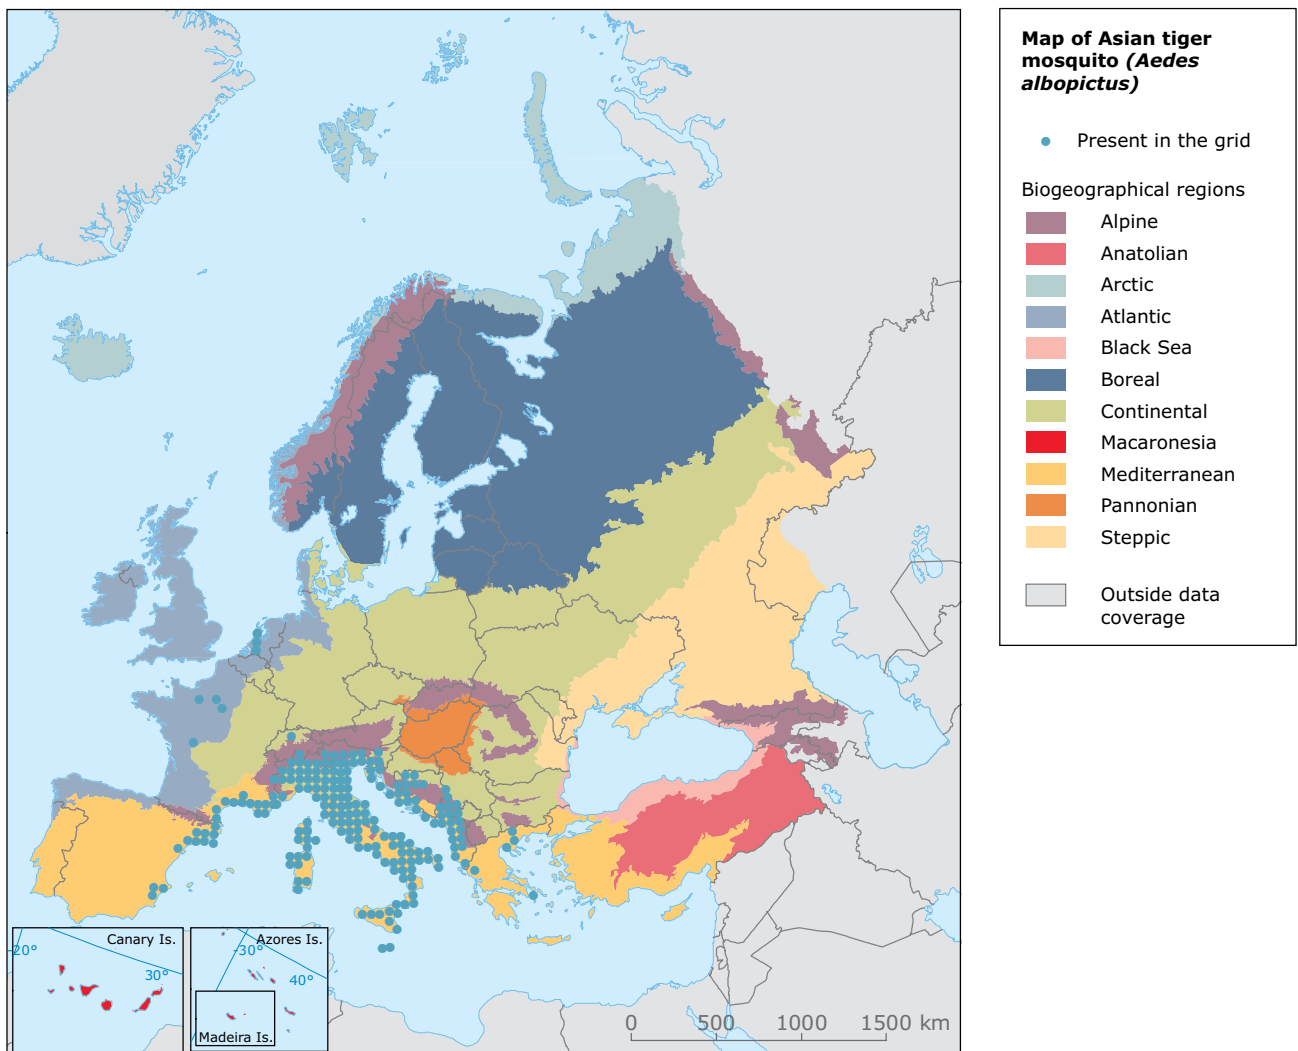 Map of Asian tiger
mosquito (Aedes
albopictus)
Present in the grid
Biogeographical regions
Alpine
Anatolian
Arctic
Atlantic
Black Sea
Boreal
Continental
Macaronesia
Mediterranean
Pannonian
Steppic
Outside data
coverage
Canary Is.
-20°
30°
Azores Is.
-30°
40°
Madeira Is.
0 500 1000 1500 km